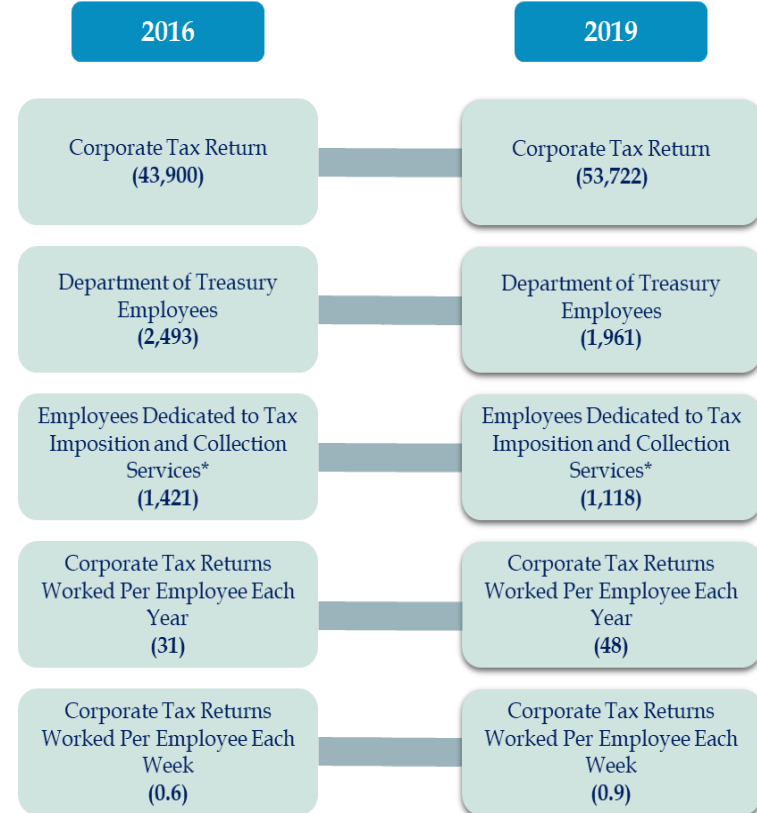 2016
2019
Corporate Tax Return
(43,900)
Corporate Tax Return
(53,722)
Department of Treasury
Employees
(2,493)
Department of Treasury
Employees
(1,961)
Employees Dedicated to Tax
Imposition and Collection
Services*
(1,421)
Employees Dedicated to Tax
Imposition and Collection
Services*
(1,118)
Corporate Tax Returns
Worked Per Employee Each
Year
(31)
Corporate Tax Returns
Worked Per Employee Each
Year
(48)
Corporate Tax Returns
Worked Per Employee Each
Week
(0.6)
Corporate Tax Returns
Worked Per Employee Each
Week
(0.9)